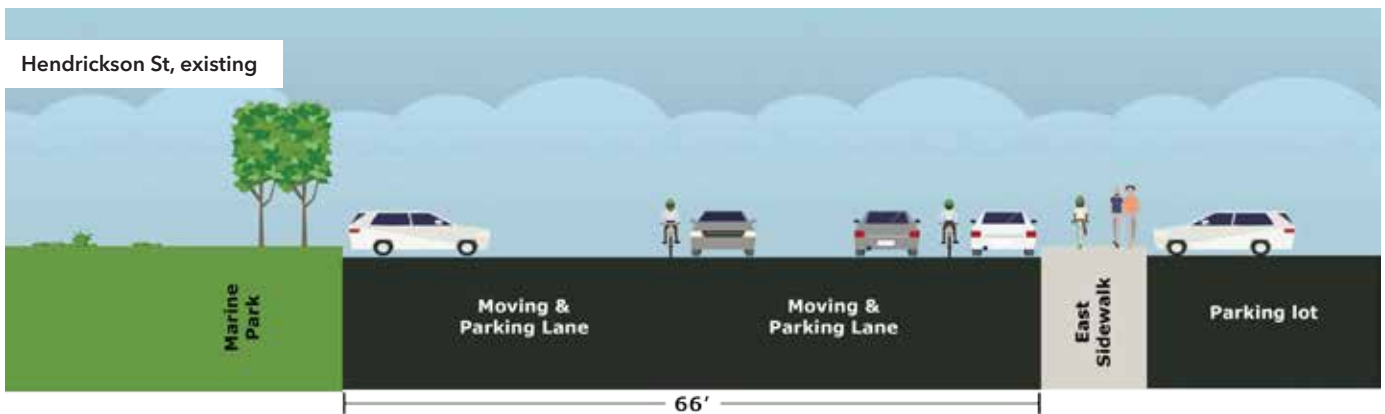 Hendrickson St, existing
Marine
Park
Moving &
Parking Lane
Moving &
Parking Lane
East
Sidewalk
Parking lot
66'